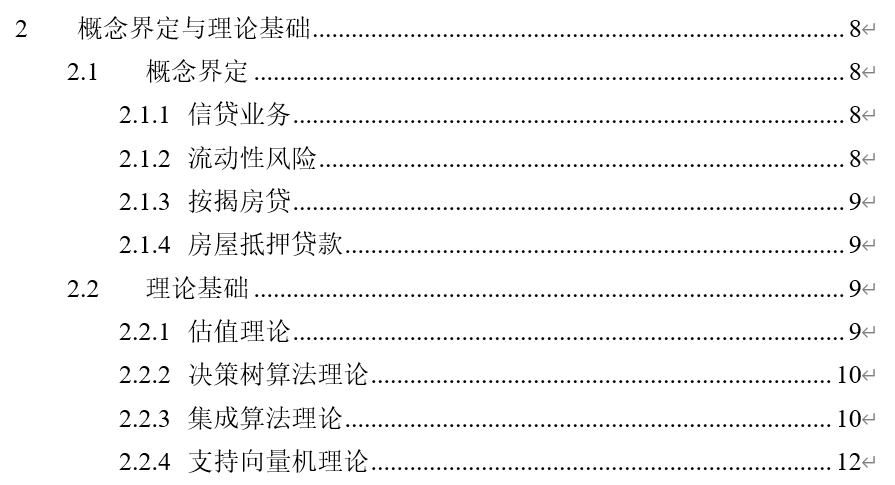 2 概念界定与理论基础 8
2.1 概念界定 8
2.1.1 信贷业务 8
2.1.2 流动性风险 8
2.1.3 按揭房贷 9
2.1.4 房屋抵押贷款 9
2.2 理论基础 9
2.2.1 估值理论 9
2.2.2 决策树算法理论 10
2.2.3 集成算法理论 10
2.2.4 支持向量机理论 12